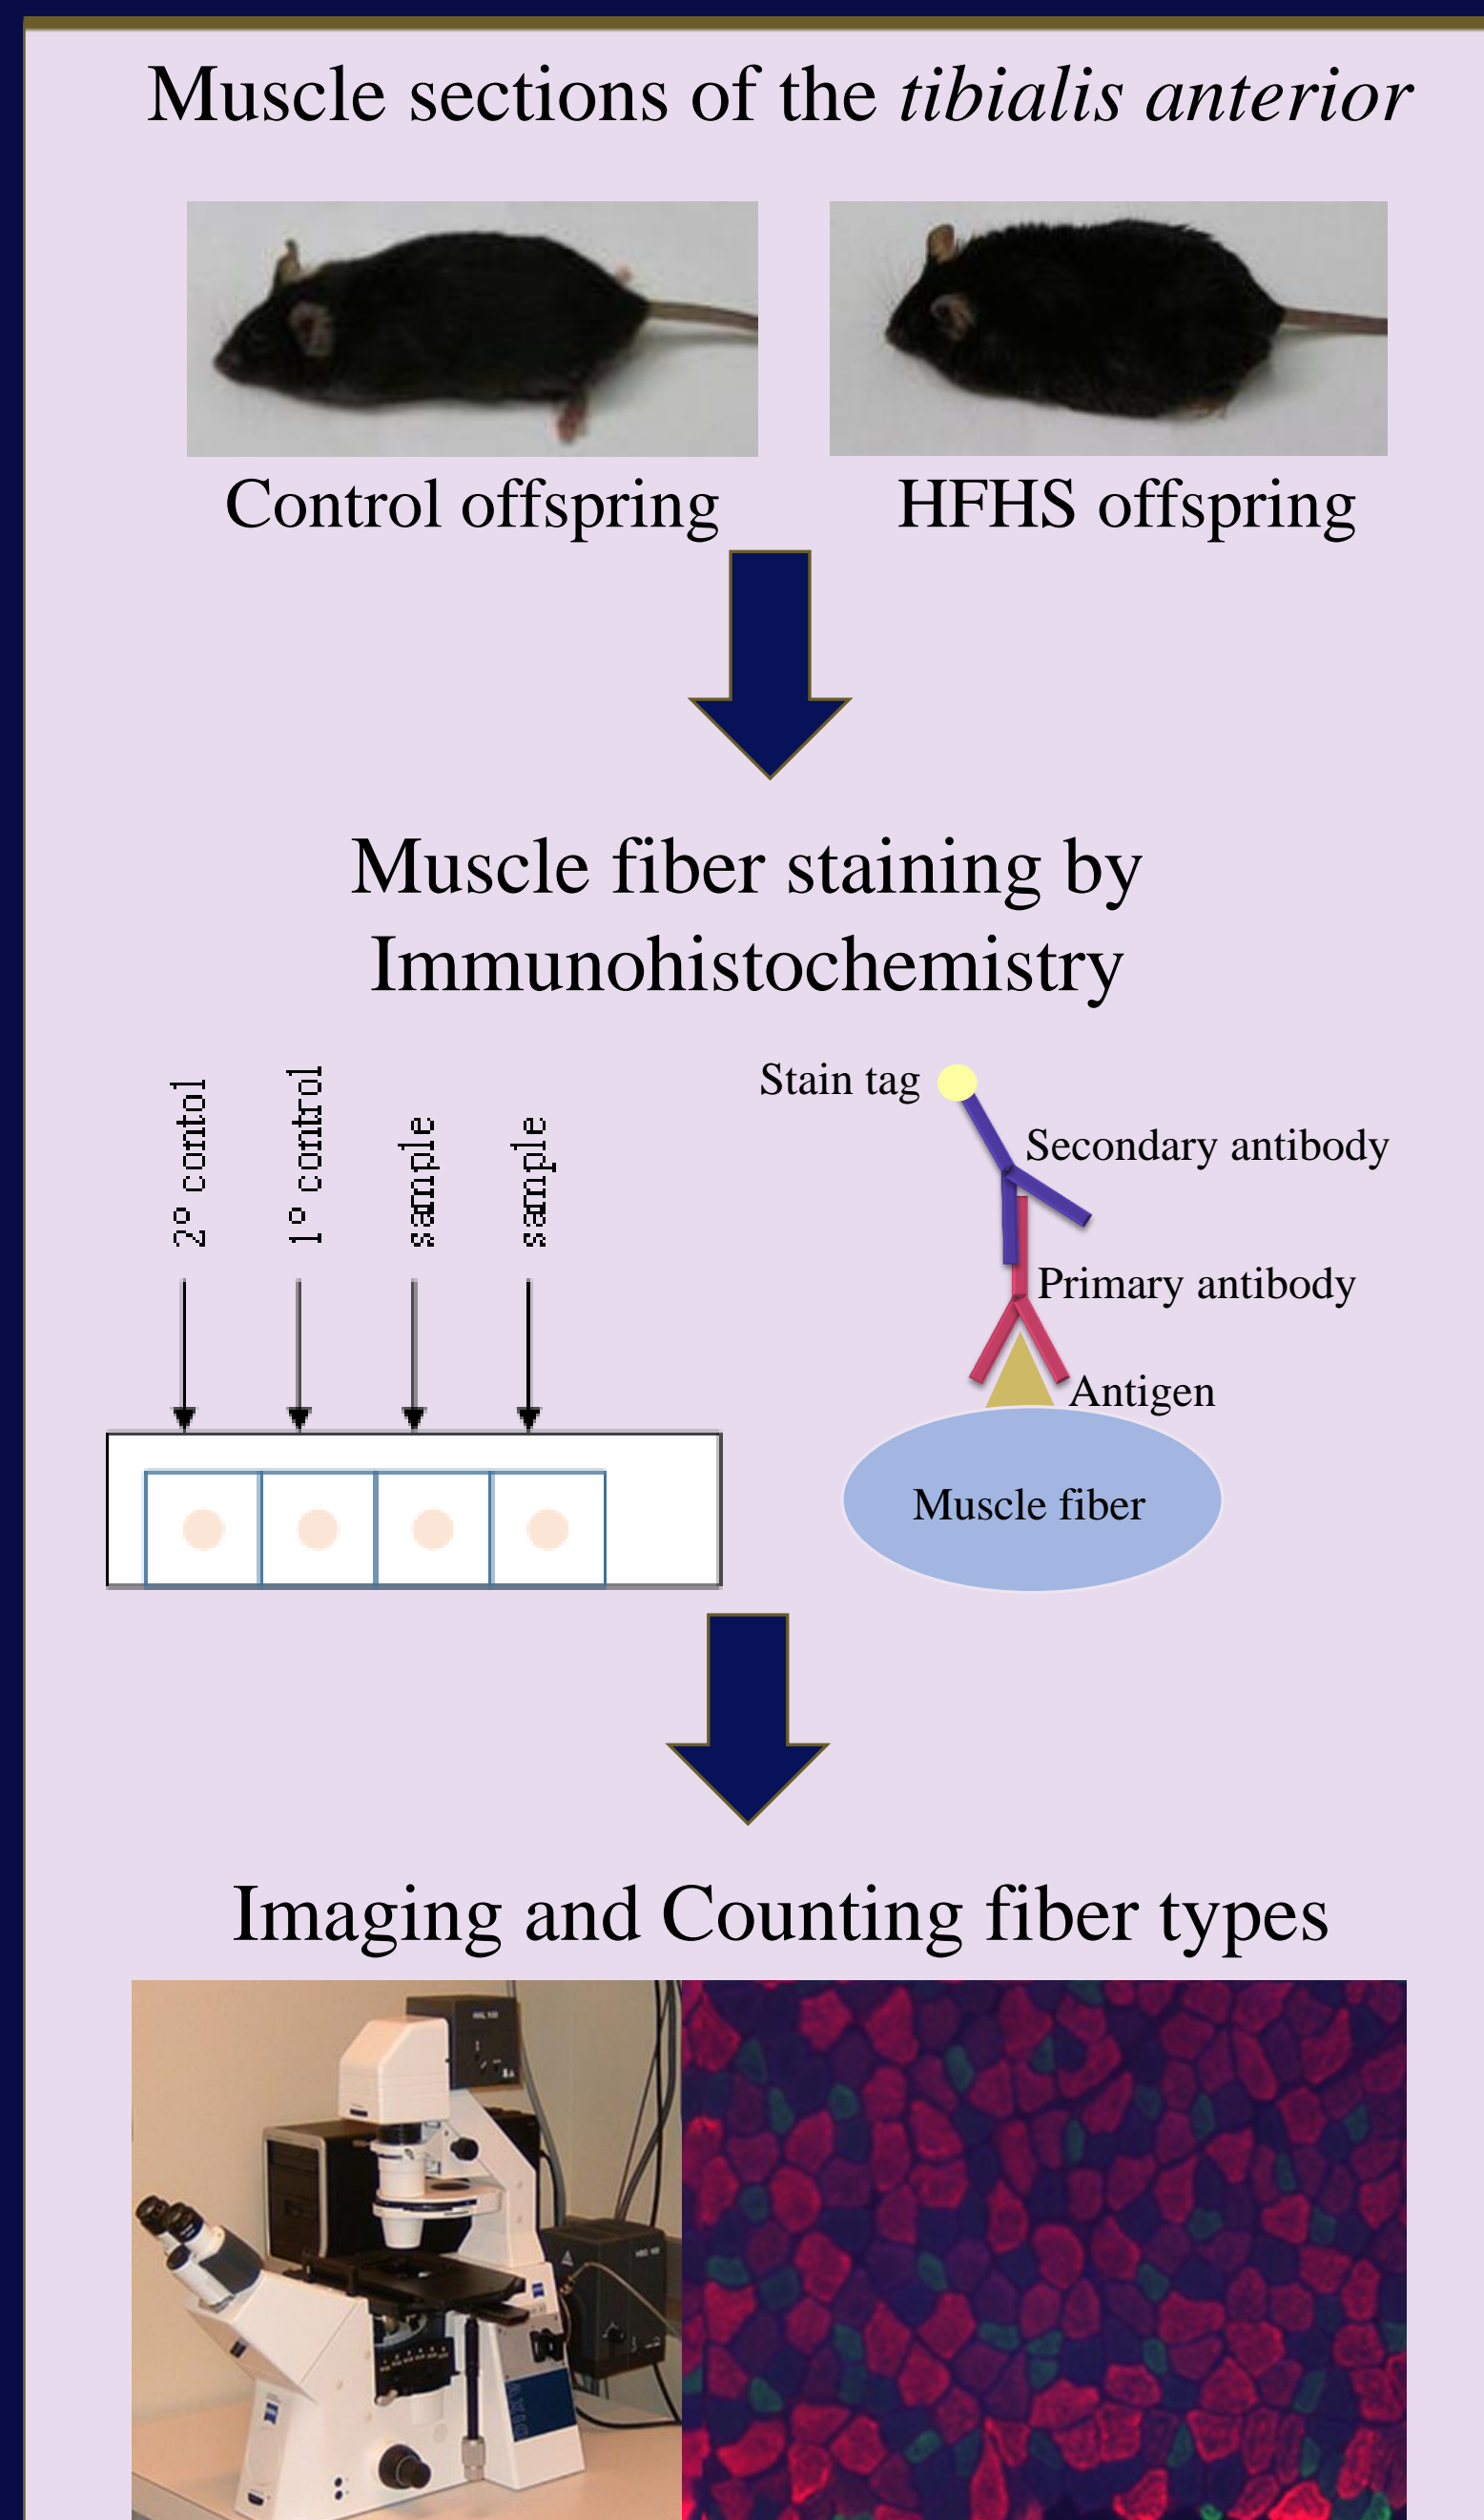 Muscle sections of the tibialis anterior
Control offspring
HFHS offspring
Muscle fiber staining by
Immunohistochemistry
2° contol
1° control
sample
sample
Stain tag
Secondary antibody
Primary antibody
Antigen
Muscle fiber
Imaging and Counting fiber types